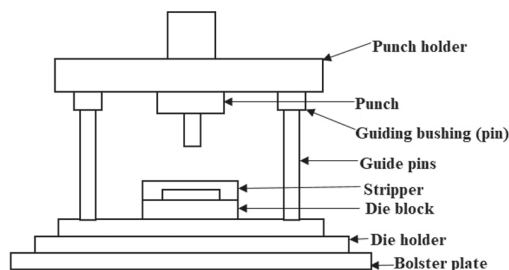 Punch holder
Punch
Guiding bushing (pin)
Guide pins
Stripper
Die block
Die holder
Bolster plate